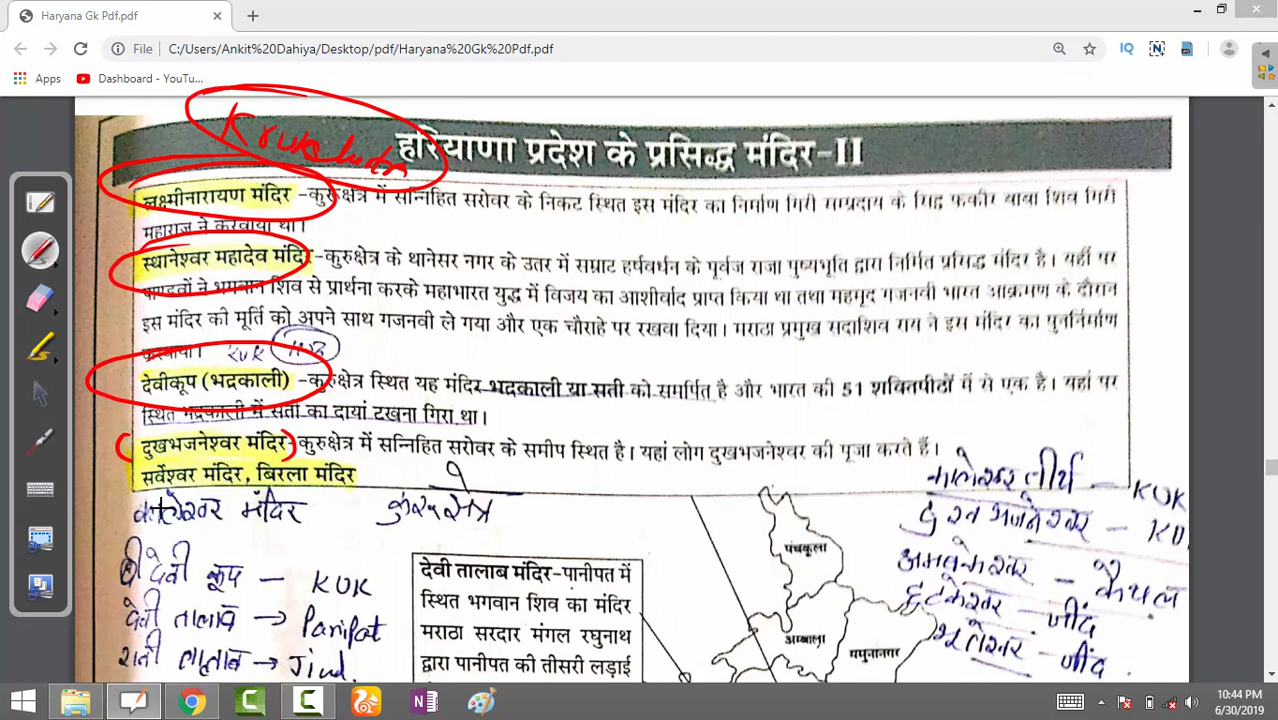 Haryana Gk Pdf.pdf
File C:/Users/Ankit%20Dahiya/Desktop/pdf/Haryana%20Gk%20Pdf.pdf
Apps Dashboard - YouTu...
हरियाणा प्रदेश के प्रसिद्ध मंदिर-II
लक्ष्मीनारायण मंदिर -कुरुक्षेत्र में सन्निहित सरोवर के निकट स्थित इस मंदिर का निर्माण गिरी सम्प्रदाय के सिद्ध फकीर बाबा शिव गिरी
महाराज ने करवाया था।
स्थानेश्वर महादेव मंदिर-कुरुक्षेत्र के थानेसर नगर के उतर में सम्राट हर्षवर्धन के पूर्वज राजा पुष्यभृति द्वारा निर्मित प्रसिद्ध मंदिर है। यहीं पर
पाण्डवों ने भगवान शिव से प्रार्थना करके महाभारत युद्ध में विजय का आशीर्वाद प्राप्त किया था तथा महमूद गजनवी भारत आक्रमण के दौरान
इस मंदिर की मूर्ति को अपने साथ गजनवी ले गया और एक चौराहे पर रखवा दिया। मराठा प्रमुख सदाशिव राय ने इस मंदिर का पुनर्निर्माण
करवाया। KUK
देवीकूप (भद्रकाली) -कुरुक्षेत्र स्थित यह मंदिर भद्रकाली या सती को समर्पित है और भारत की 51 शक्तिपीठों में से एक है। यहां पर
स्थित भद्रकाली में सती का दायां टखना गिरा था।
दुखभजनेश्वर मंदिर-कुरुक्षेत्र में सन्निहित सरोवर के समीप स्थित है। यहां लोग दुखभजनेश्वर की पूजा करते हैं।
सर्वेश्वर मंदिर, बिरला मंदिर
मंदिर कुरुक्षेत्र
कालेश्वर तीर्थ - KUK
दुखभजनेश्वर -
- कैथल
- जींद
भूतेश्वर - जींद
देवी कूप - KUK
देवी तालाब → Panipat
रानी तालाब → Jind.
देवी तालाब मंदिर-पानीपत में
स्थित भगवान शिव का मंदिर
मराठा सरदार मंगल रघुनाथ
द्वारा पानीपत की तीसरी लड़ाई
पंचकूला
अम्बाला
यमुनानगर
10:44 PM
6/30/2019